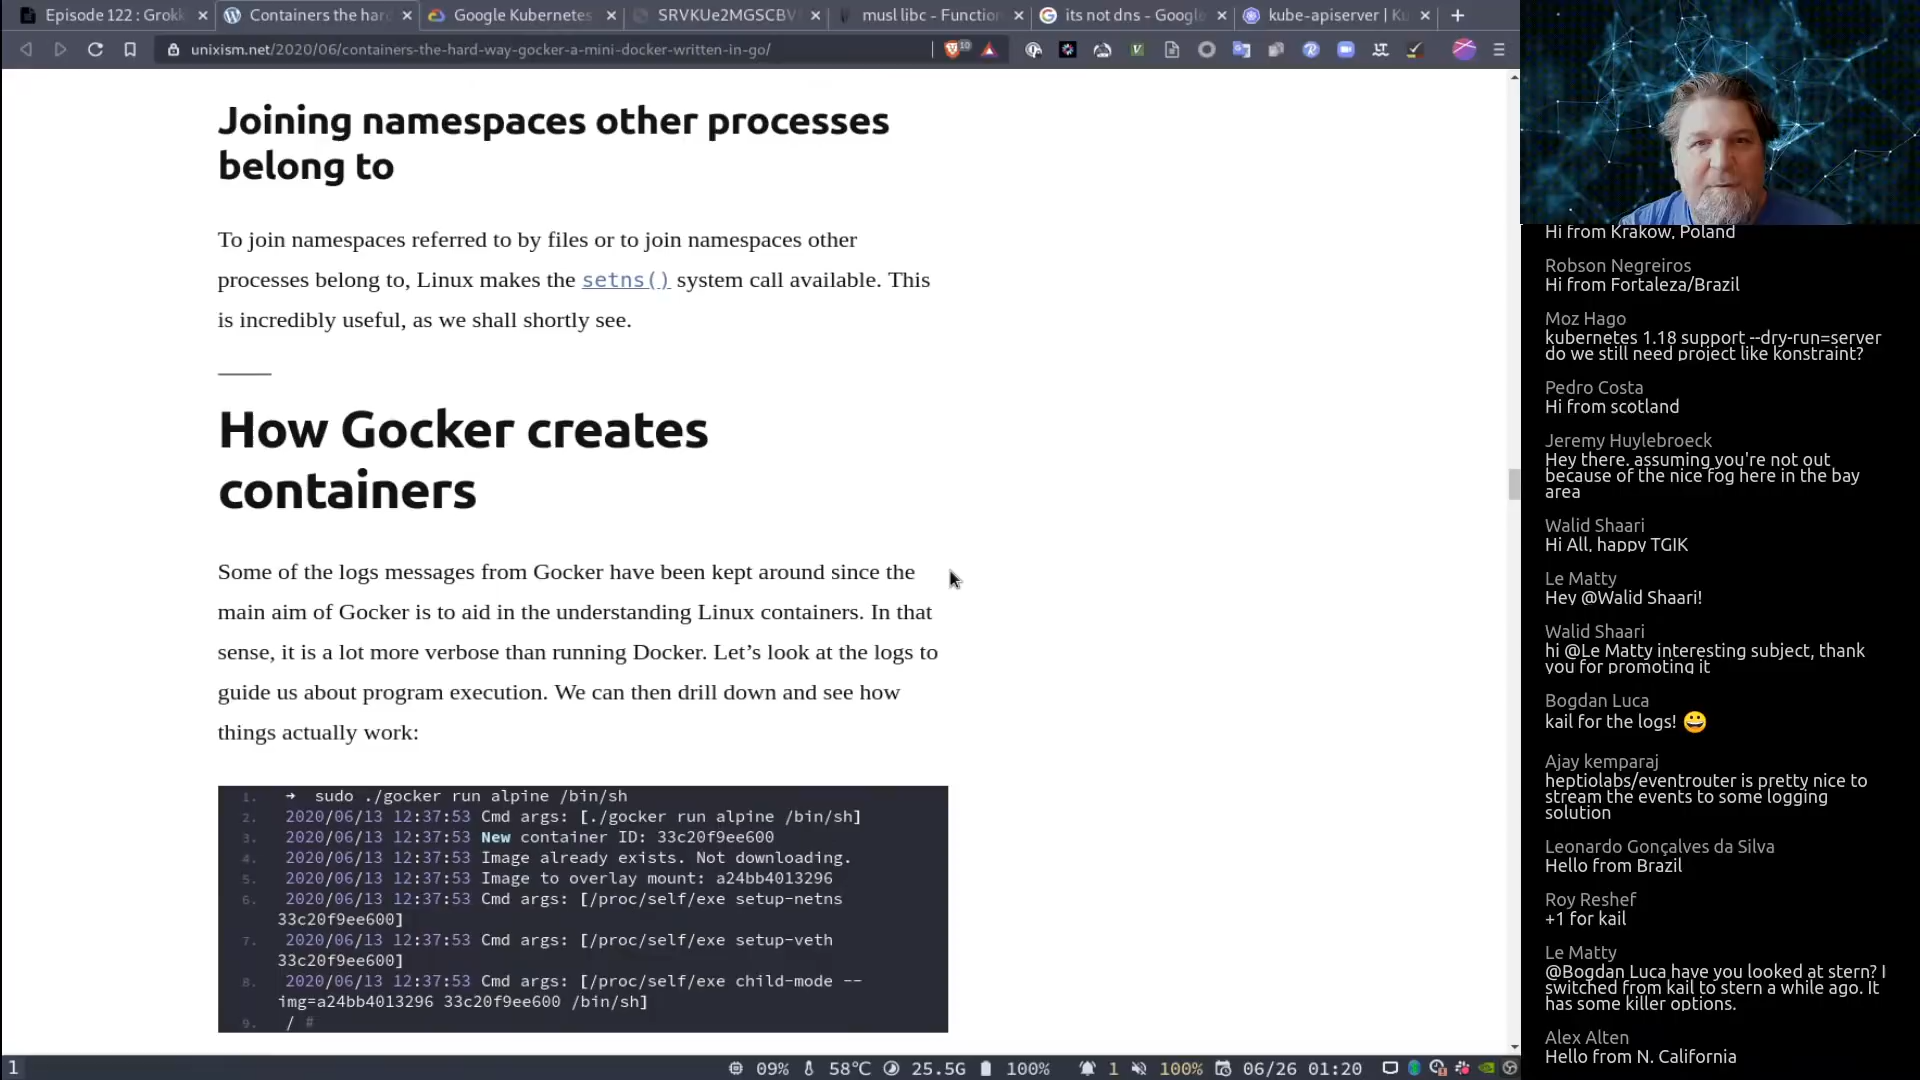 Episode 122 : Grokk
Containers the hard
Google Kubernetes
SRVKUe2MGSCBV
musl libc - Function
its not dns - Google
kube-apiserver | Ku
unixism.net/2020/06/containers-the-hard-way-gocker-a-mini-docker-written-in-go/
Joining namespaces other processes
belong to
To join namespaces referred to by files or to join namespaces other
processes belong to, Linux makes the setns() system call available. This
is incredibly useful, as we shall shortly see.
How Gocker creates
containers
Some of the logs messages from Gocker have been kept around since the
main aim of Gocker is to aid in the understanding Linux containers. In that
sense, it is a lot more verbose than running Docker. Let’s look at the logs to
guide us about program execution. We can then drill down and see how
things actually work:
1. ➜ sudo ./gocker run alpine /bin/sh
2. 2020/06/13 12:37:53 Cmd args: [./gocker run alpine /bin/sh]
3. 2020/06/13 12:37:53 New container ID: 33c20f9ee600
4. 2020/06/13 12:37:53 Image already exists. Not downloading.
5. 2020/06/13 12:37:53 Image to overlay mount: a24bb4013296
6. 2020/06/13 12:37:53 Cmd args: [/proc/self/exe setup-netns
33c20f9ee600]
7. 2020/06/13 12:37:53 Cmd args: [/proc/self/exe setup-veth
33c20f9ee600]
8. 2020/06/13 12:37:53 Cmd args: [/proc/self/exe child-mode --
img=a24bb4013296 33c20f9ee600 /bin/sh]
9. / #
Hi from Krakow, Poland
Robson Negreiros
Hi from Fortaleza/Brazil
Moz Hago
kubernetes 1.18 support --dry-run=server
do we still need project like konstraint?
Pedro Costa
Hi from scotland
Jeremy Huylebroeck
Hey there. assuming you're not out
because of the nice fog here in the bay
area
Walid Shaari
Hi All, happy TGIK
Le Matty
Hey @Walid Shaari!
Walid Shaari
hi @Le Matty interesting subject, thank
you for promoting it
Bogdan Luca
kail for the logs! 😀
Ajay kemparaj
heptiolabs/eventrouter is pretty nice to
stream the events to some logging
solution
Leonardo Gonçalves da Silva
Hello from Brazil
Roy Reshef
+1 for kail
Le Matty
@Bogdan Luca have you looked at stern? I
switched from kail to stern a while ago. It
has some killer options.
Alex Alten
Hello from N. California
1
09%
58℃
25.5G
100%
1
100%
06/26 01:20